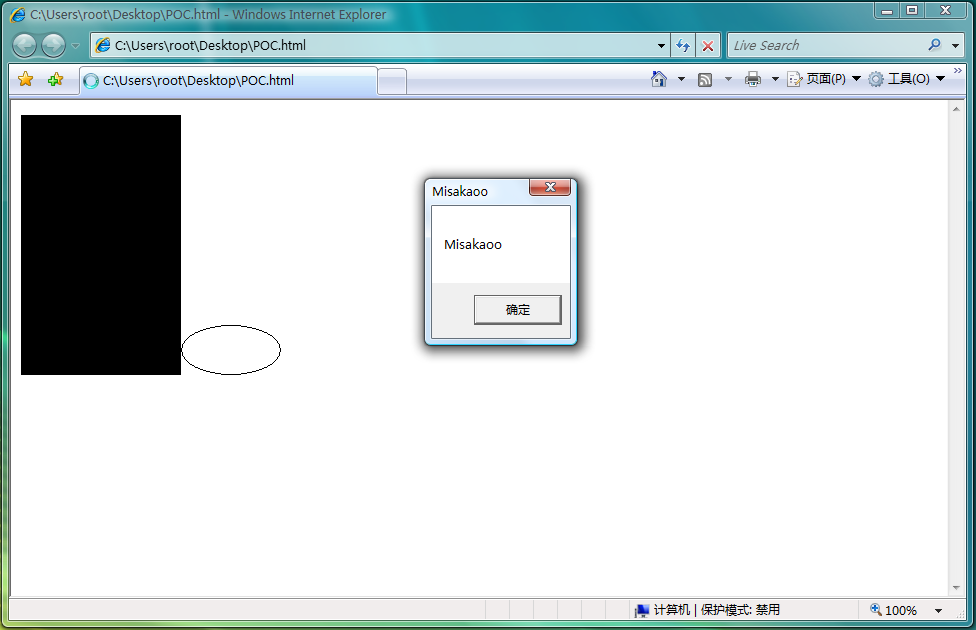 C:\Users\root\Desktop\POC.html - Windows Internet Explorer
C:\Users\root\Desktop\POC.html
Live Search
C:\Users\root\Desktop\POC.html
页面(P)
工具(O)
Misakaoo
Misakaoo
确定
计算机 | 保护模式: 禁用
100%